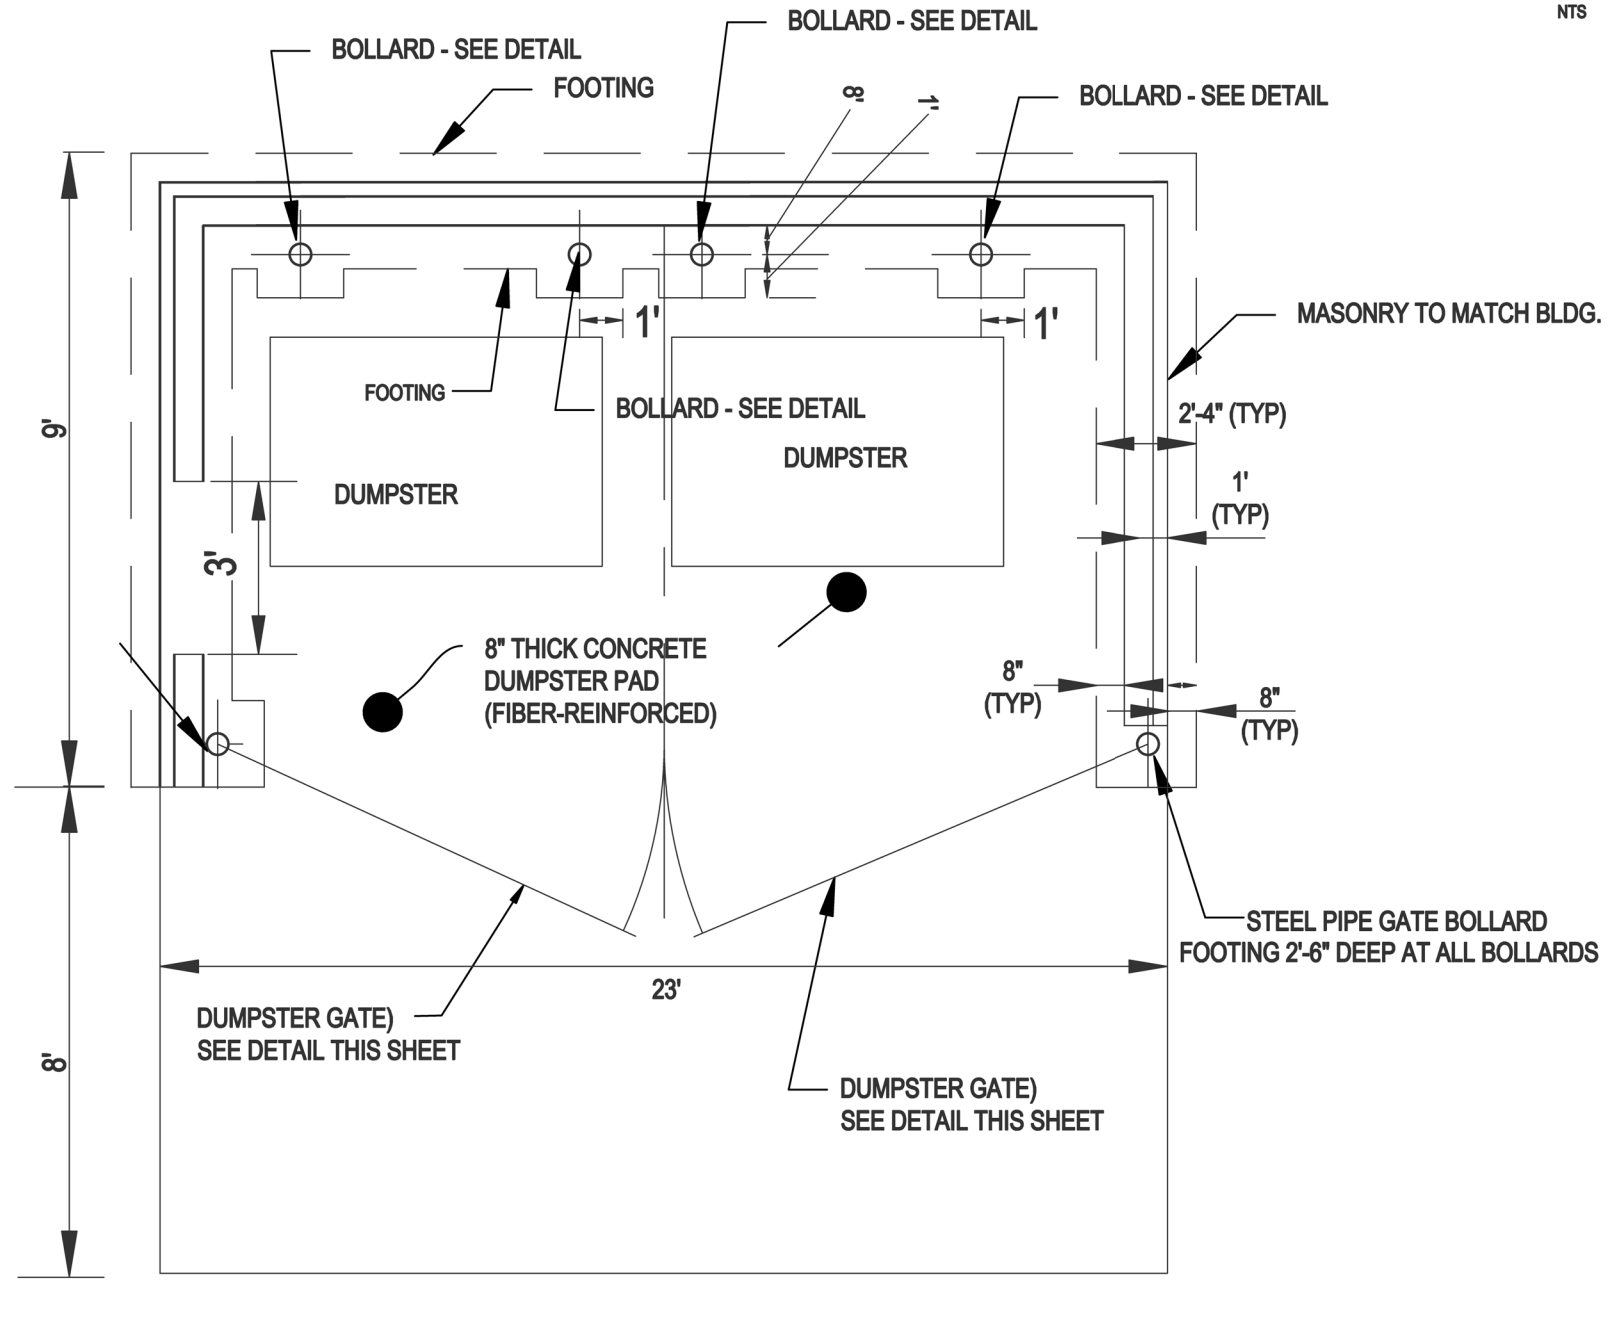 NTS
BOLLARD - SEE DETAIL
BOLLARD - SEE DETAIL
FOOTING
8'
1'
BOLLARD - SEE DETAIL
MASONRY TO MATCH BLDG.
1'
1'
FOOTING
BOLLARD - SEE DETAIL
2'-4" (TYP)
9'
DUMPSTER
DUMPSTER
1'
(TYP)
3'
8" THICK CONCRETE
DUMPSTER PAD
(FIBER-REINFORCED)
8"
(TYP)
8"
(TYP)
STEEL PIPE GATE BOLLARD
FOOTING 2'-6" DEEP AT ALL BOLLARDS
23'
DUMPSTER GATE)
SEE DETAIL THIS SHEET
8'
DUMPSTER GATE)
SEE DETAIL THIS SHEET